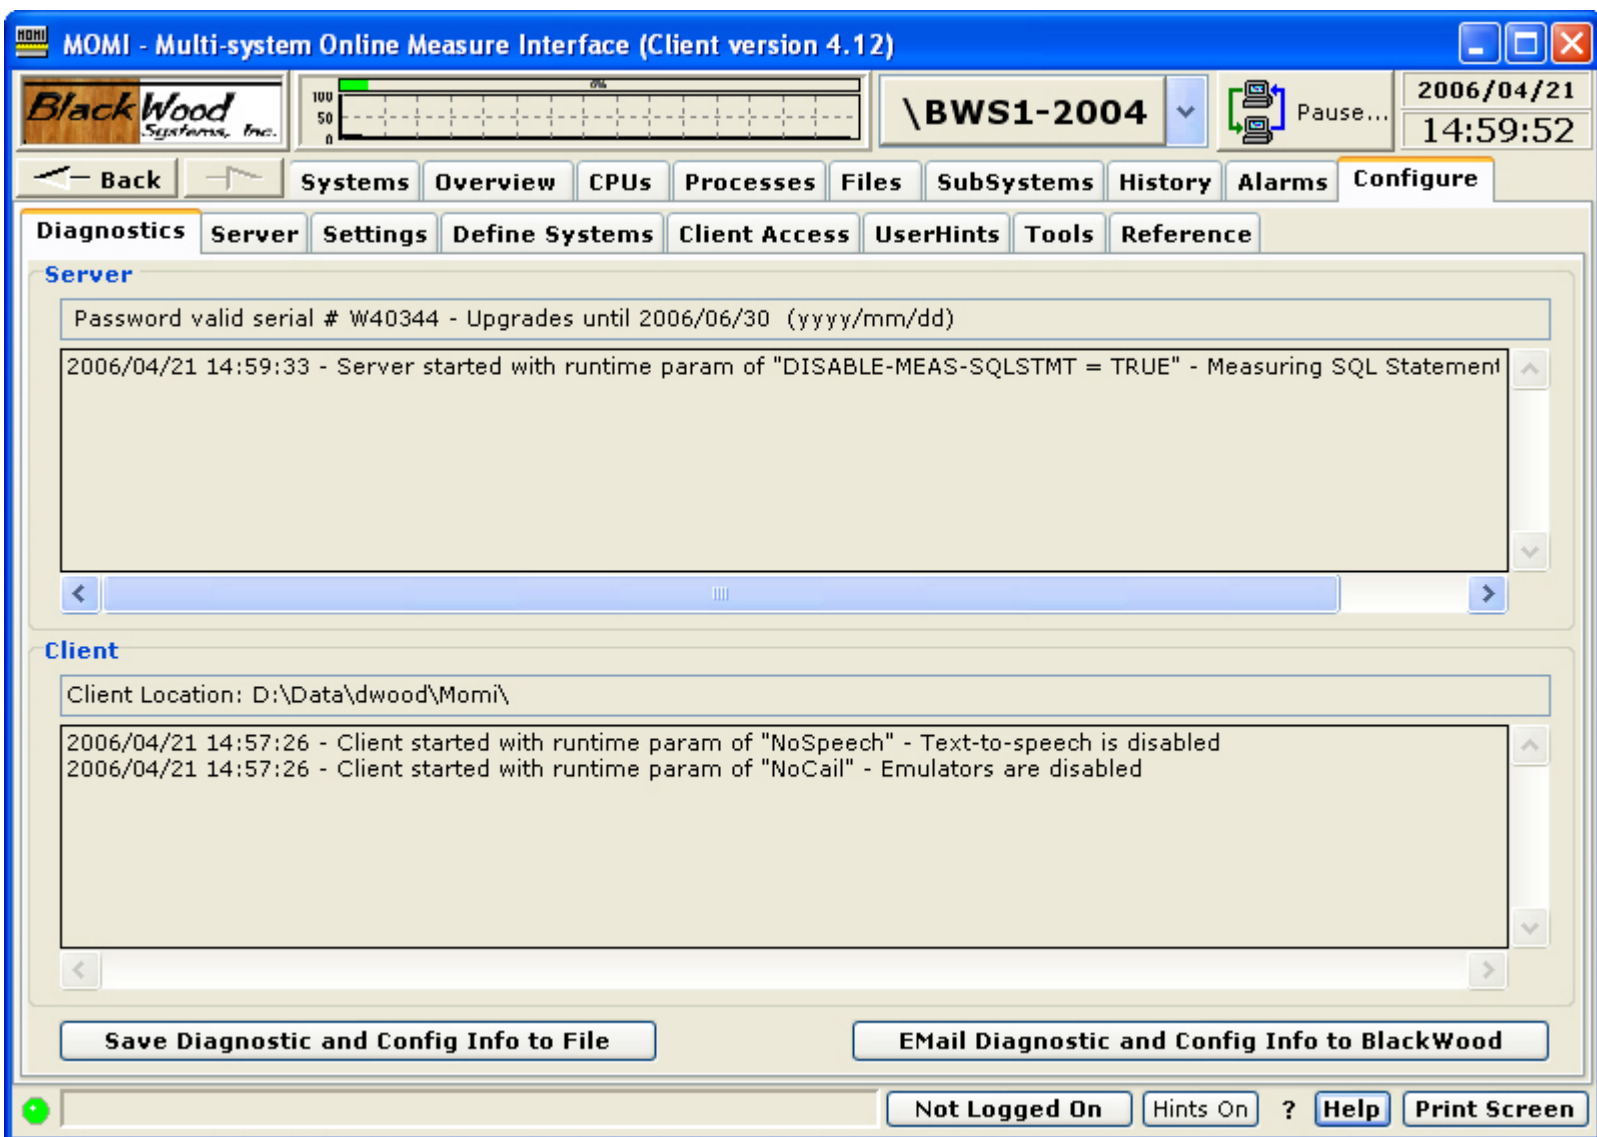 MOMI
MOMI - Multi-system Online Measure Interface (Client version 4.12)
BlackWood
Systems, Inc.
0%
100
50
0
\BWS1-2004
Pause...
2006/04/21
14:59:52
Back
Systems Overview CPUs Processes Files SubSystems History Alarms Configure
Diagnostics Server Settings Define Systems Client Access UserHints Tools Reference
Server
Password valid serial # W40344 - Upgrades until 2006/06/30 (yyyy/mm/dd)
2006/04/21 14:59:33 - Server started with runtime param of "DISABLE-MEAS-SQLSTMT = TRUE" - Measuring SQL Statement
Client
Client Location: D:\Data\dwood\Momi\
2006/04/21 14:57:26 - Client started with runtime param of "NoSpeech" - Text-to-speech is disabled
2006/04/21 14:57:26 - Client started with runtime param of "NoCail" - Emulators are disabled
Save Diagnostic and Config Info to File EMail Diagnostic and Config Info to BlackWood
Not Logged On Hints On ? Help Print Screen